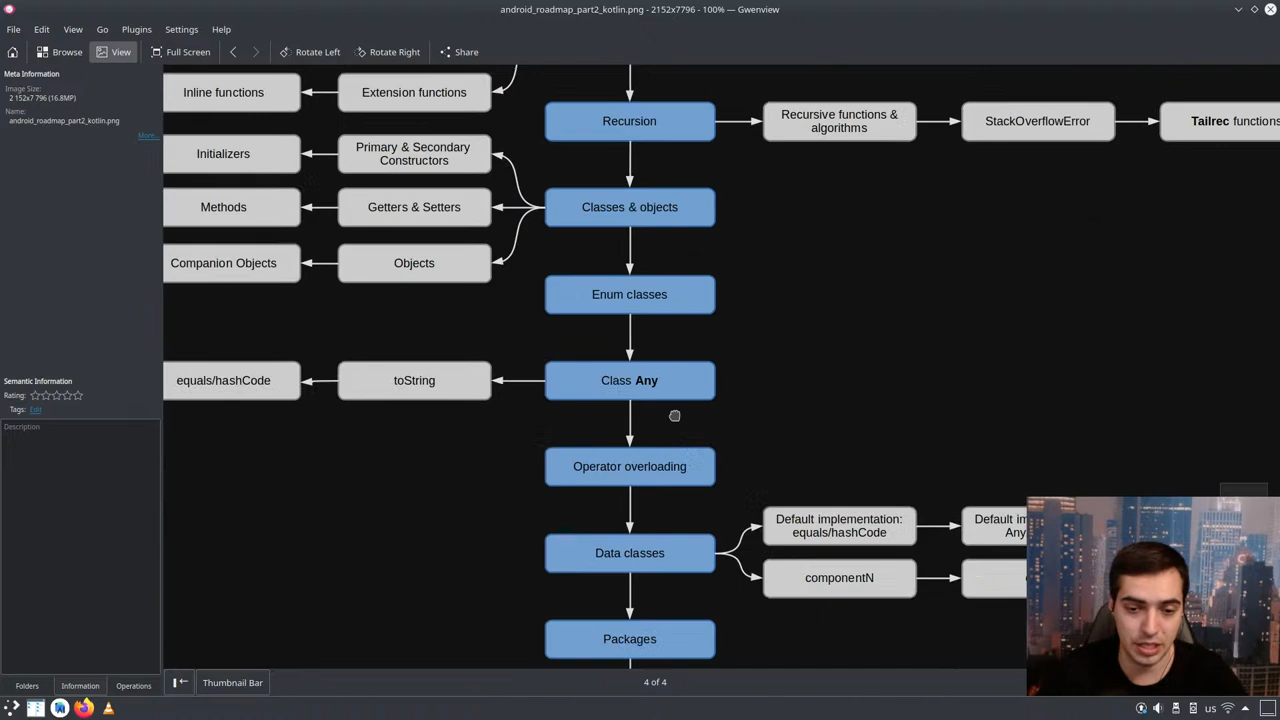 android_roadmap_part2_kotlin.png - 2152x7796 - 100% — Gwenview
File Edit View Go Plugins Settings Help
Browse View Full Screen Rotate Left Rotate Right Share
Meta Information
Image Size:
2 152x7 796 (16.8MP)
Name:
android_roadmap_part2_kotlin.png
More...
Semantic Information
Rating:
Tags: Edit
Description
Folders Information Operations
Inline functions
Extension functions
Recursion
Recursive functions &
algorithms
StackOverflowError
Tailrec functions
Initializers
Primary & Secondary
Constructors
Methods
Getters & Setters
Classes & objects
Companion Objects
Objects
Enum classes
equals/hashCode
toString
Class Any
Operator overloading
Data classes
Default implementation:
equals/hashCode
Default im
Any
componentN
Packages
Thumbnail Bar
4 of 4
us